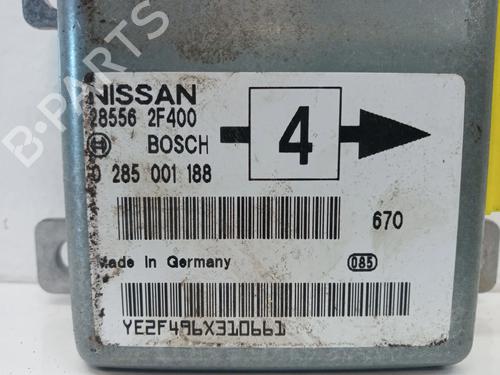 B-PARTS
NISSAN
28556 2F400
BOSCH 4
0 285 001 188
670
Made in Germany
085
YE2F496X310661